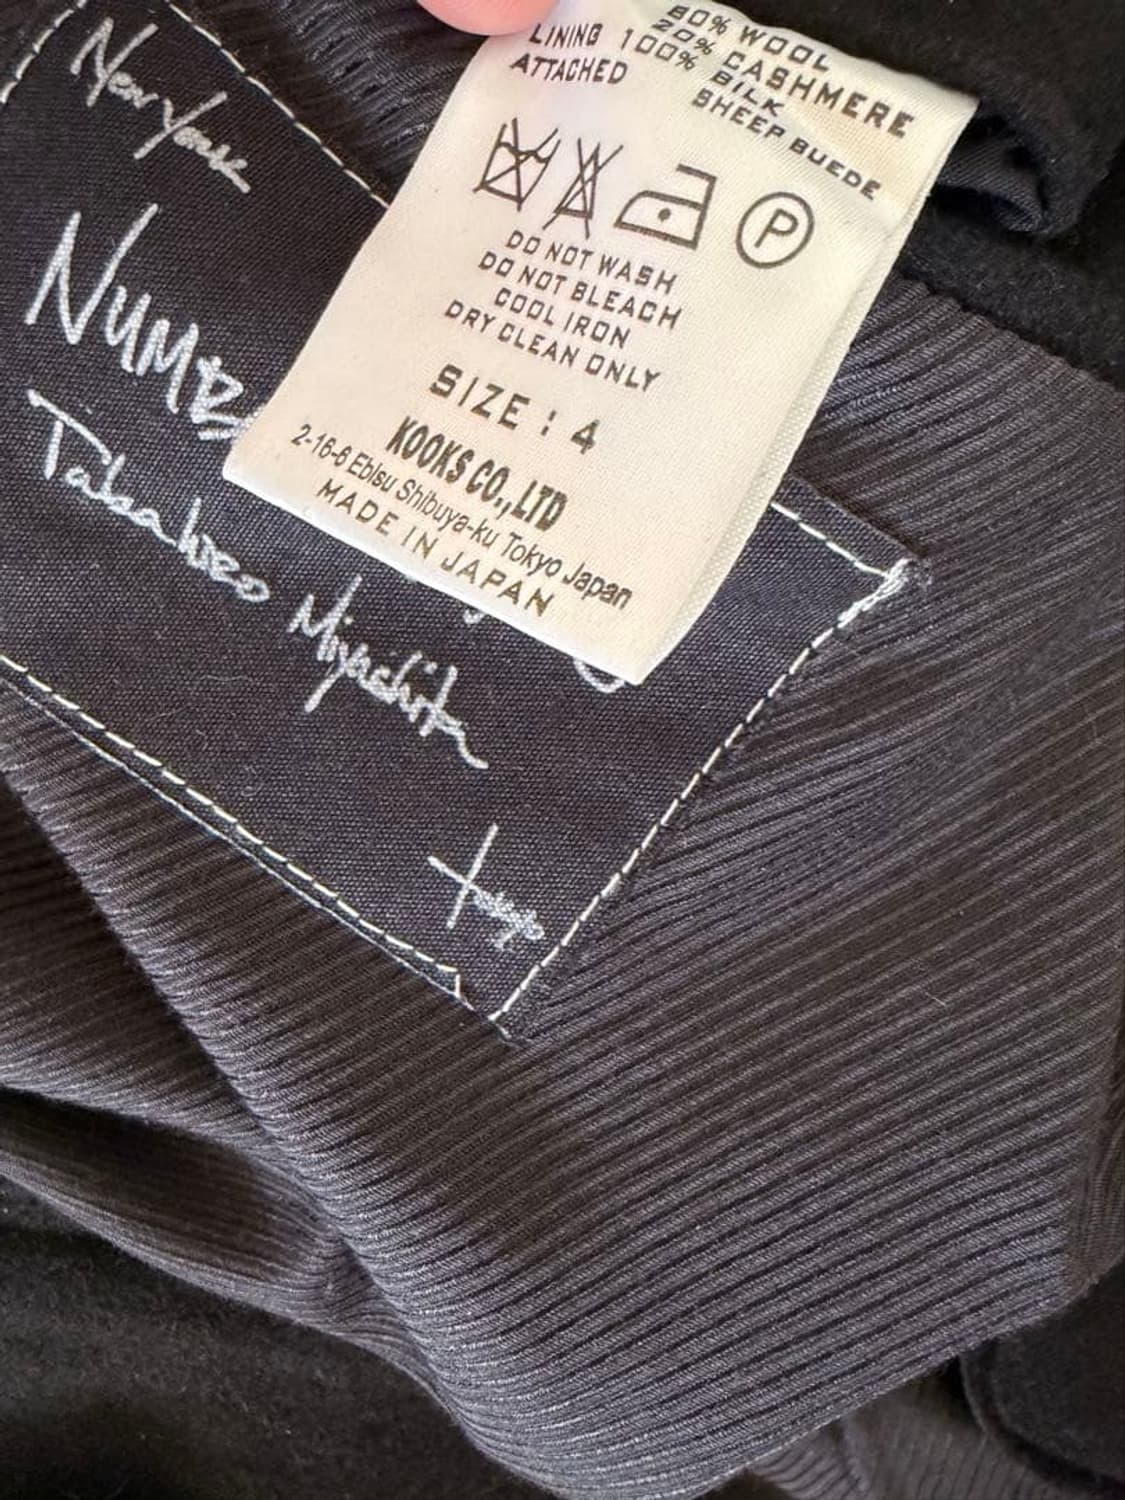 80% WOOL
20% CASHMERE
LINING 100% SILK
ATTACHED SHEEP SUEDE
P
DO NOT WASH
DO NOT BLEACH
COOL IRON
DRY CLEAN ONLY
SIZE : 4
KOOKS CO.,LTD
2-16-6 Ebisu Shibuya-ku Tokyo Japan
MADE IN JAPAN
New York
NUMBE
Takahiro Miyashita
tokyo